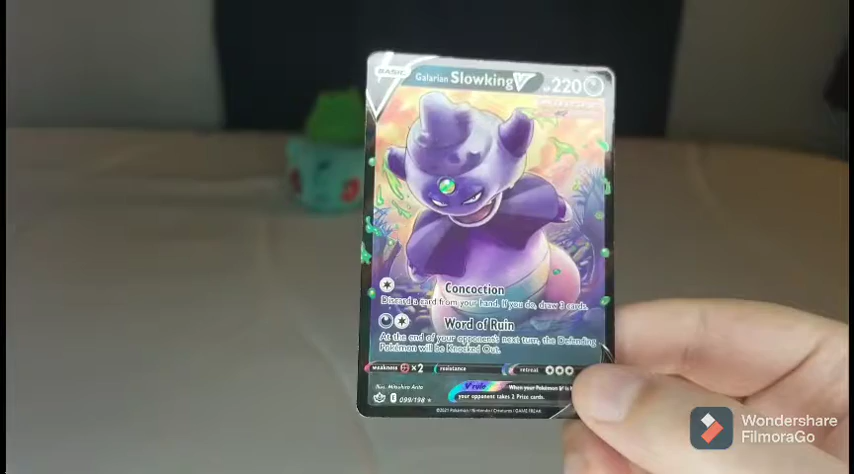 BASIC Galarian Slowking V 220
Concoction
Discard a card from your hand. If you do, draw 3 cards.
Word of Ruin
At the end of your opponent's next turn, the Defending
Pokémon will be Knocked Out.
weakness ×2 resistance retreat
Illus. Mitsuhiro Arita
V rule When your Pokémon V is
your opponent takes 2 Prize cards.
E 099/198
©2021 Pokémon / Nintendo / Creatures / GAME FREAK
Wondershare
FilmoraGo